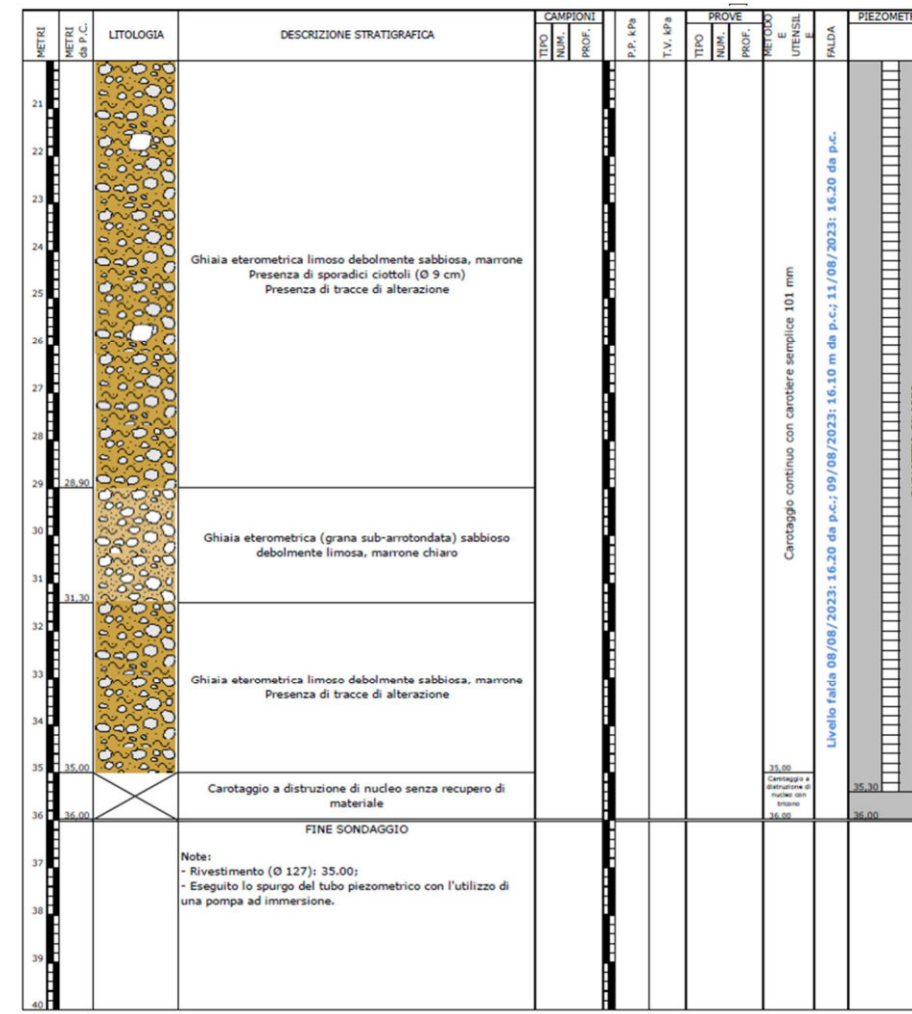 METRI
METRI
da P.C.
LITOLOGIA
DESCRIZIONE STRATIGRAFICA
CAMPIONI
TIPO
NUM.
PROF.
P.P. kPa
T.V. kPa
PROVE
TIPO
NUM.
PROF.
METODO
E
UTENSIL
E
FALDA
PIEZOMETR
21
22
23
24
25
26
27
28
29
30
31
32
33
34
35
36
37
38
39
40
Ghiaia eterometrica limoso debolmente sabbiosa, marrone
Presenza di sporadici ciottoli (Ø 9 cm)
Presenza di tracce di alterazione
28,90
Ghiaia eterometrica (grana sub-arrotondata) sabbioso
debolmente limosa, marrone chiaro
31,30
Ghiaia eterometrica limoso debolmente sabbiosa, marrone
Presenza di tracce di alterazione
35,00
Carotaggio a distruzione di nucleo senza recupero di
materiale
36,00
FINE SONDAGGIO
Note:
- Rivestimento (Ø 127): 35.00;
- Eseguito lo spurgo del tubo piezometrico con l'utilizzo di
una pompa ad immersione.
Carotaggio continuo con carotiere semplice 101 mm
35,00
Carotaggio a
distruzione di
nucleo con
tricono
36,00
Livello falda 08/08/2023: 16.20 da p.c.; 09/08/2023: 16.10 m da p.c.; 11/08/2023: 16.20 da p.c.
35,30
36,00